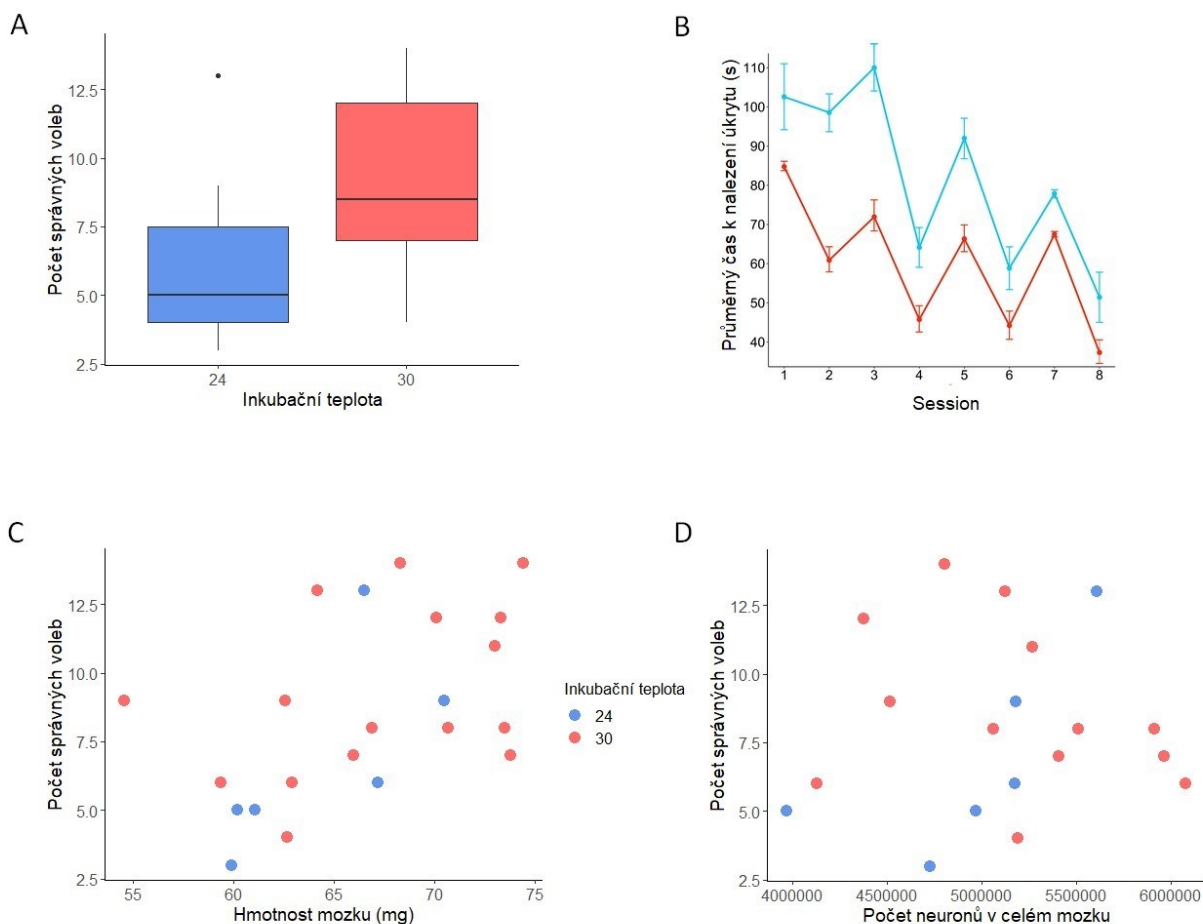 A
Počet správných voleb
12.5
10.0
7.5
5.0
2.5
24
30
Inkubační teplota
B
Průměrný čas k nalezení úkrytu (s)
110
100
90
80
70
60
50
40
1 2 3 4 5 6 7 8
Session
C
Počet správných voleb
12.5
10.0
7.5
5.0
2.5
55 60 65 70 75
Hmotnost mozku (mg)
Inkubační teplota
24
30
D
Počet správných voleb
12.5
10.0
7.5
5.0
2.5
4000000 4500000 5000000 5500000 6000000
Počet neuronů v celém mozku